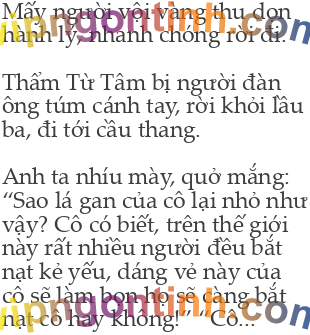 Mấy người vội vàng thu dọn
hành lý, nhanh chóng rời đi.
Thẩm Từ Tâm bị người đàn
ông túm cánh tay, rời khỏi lầu
ba, đi tới cầu thang.
Anh ta nhíu mày, quở mắng:
“Sao lá gan của cô lại nhỏ như
vậy? Cô có biết, trên thế giới
này rất nhiều người đều bắt
nạt kẻ yếu, dáng vẻ này của
cô sẽ làm bọn họ sẽ càng bắt
nạt cô hay không!” “Cô...
vipngontinh.com
vipngontinh.com